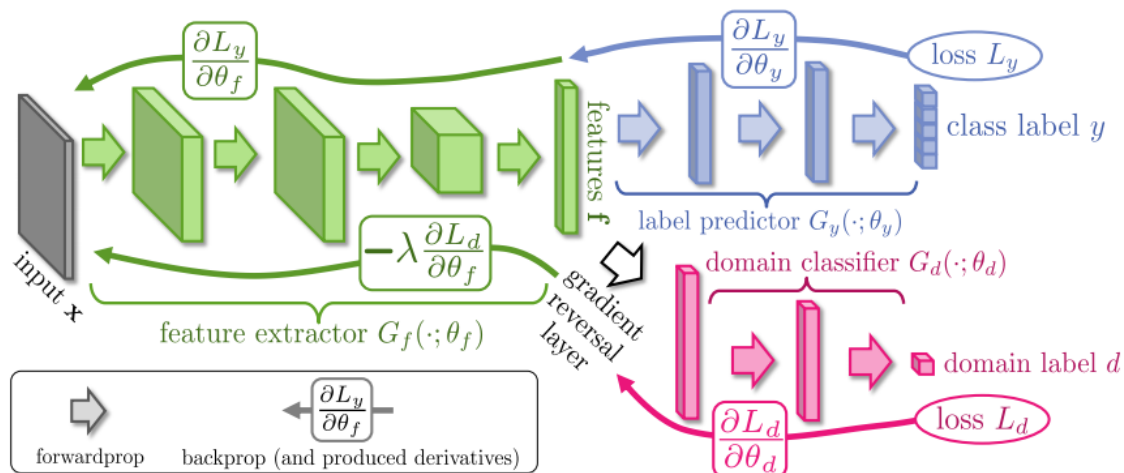 ∂L_y/∂θ_f
∂L_y/∂θ_y
loss L_y
features f
class label y
label predictor G_y(·; θ_y)
input x
−λ ∂L_d/∂θ_f
gradient
reversal
layer
domain classifier G_d(·; θ_d)
feature extractor G_f(·; θ_f)
domain label d
∂L_d/∂θ_d
loss L_d
∂L_y/∂θ_f
forwardprop
backprop (and produced derivatives)